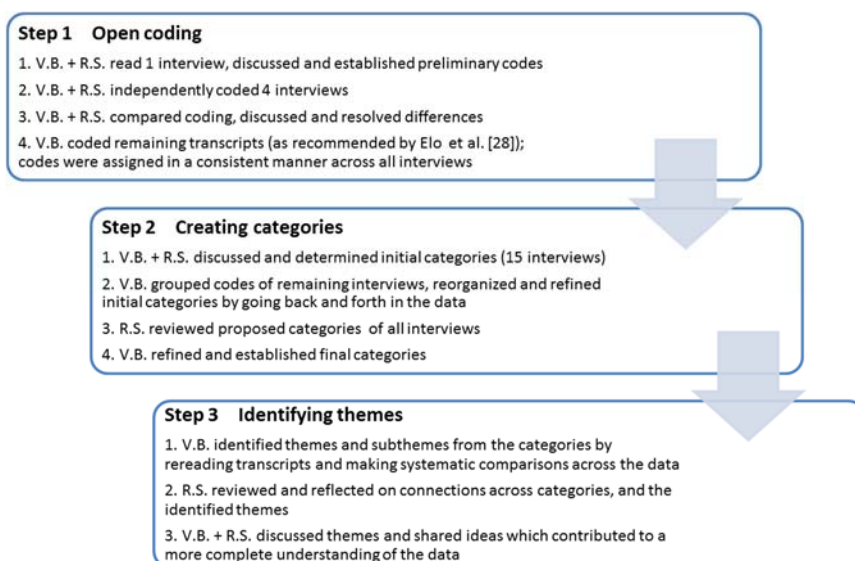 Step 1 Open coding
1. V.B. + R.S. read 1 interview, discussed and established preliminary codes
2. V.B. + R.S. independently coded 4 interviews
3. V.B. + R.S. compared coding, discussed and resolved differences
4. V.B. coded remaining transcripts (as recommended by Elo et al. [28]);
codes were assigned in a consistent manner across all interviews
Step 2 Creating categories
1. V.B. + R.S. discussed and determined initial categories (15 interviews)
2. V.B. grouped codes of remaining interviews, reorganized and refined
initial categories by going back and forth in the data
3. R.S. reviewed proposed categories of all interviews
4. V.B. refined and established final categories
Step 3 Identifying themes
1. V.B. identified themes and subthemes from the categories by
rereading transcripts and making systematic comparisons across the data
2. R.S. reviewed and reflected on connections across categories, and the
identified themes
3. V.B. + R.S. discussed themes and shared ideas which contributed to a
more complete understanding of the data